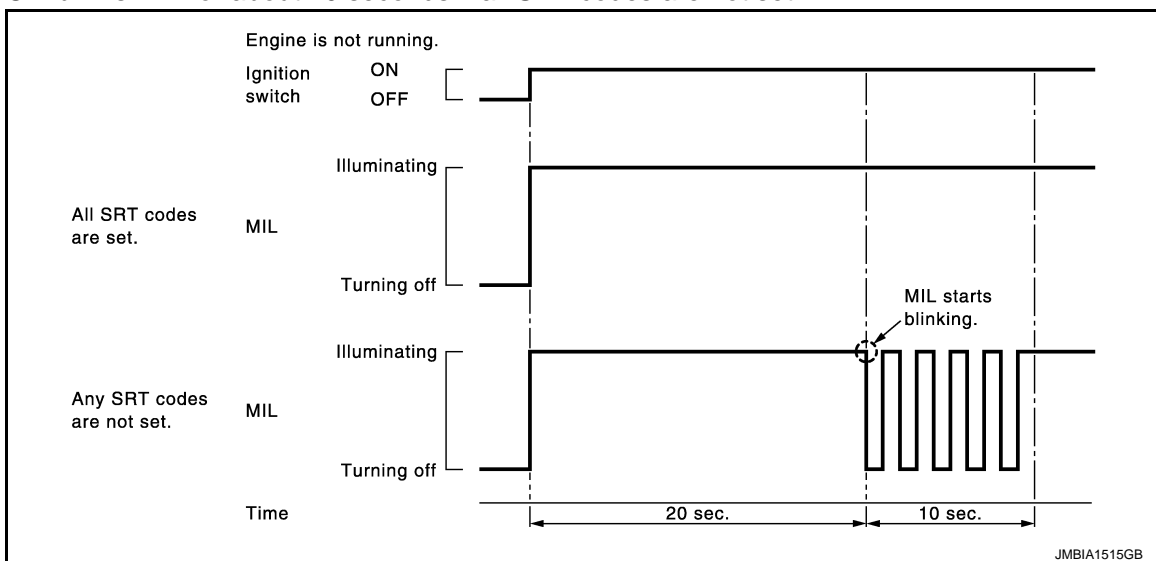 Engine is not running.
Ignition
switch
ON
OFF
Illuminating
All SRT codes
are set.
MIL
Turning off
MIL starts
blinking.
Illuminating
Any SRT codes
are not set.
MIL
Turning off
Time
20 sec.
10 sec.
JMBIA1515GB